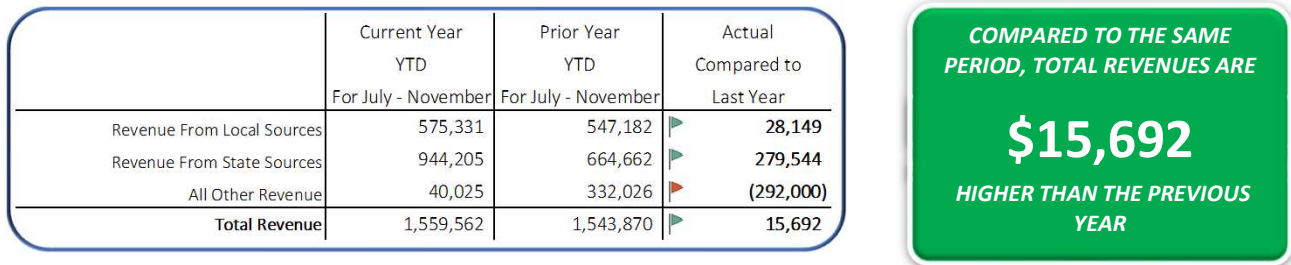 Current Year Prior Year Actual
YTD YTD Compared to
For July - November For July - November Last Year
Revenue From Local Sources 575,331 547,182 28,149
Revenue From State Sources 944,205 664,662 279,544
All Other Revenue 40,025 332,026 (292,000)
Total Revenue 1,559,562 1,543,870 15,692
COMPARED TO THE SAME
PERIOD, TOTAL REVENUES ARE
$15,692
HIGHER THAN THE PREVIOUS
YEAR